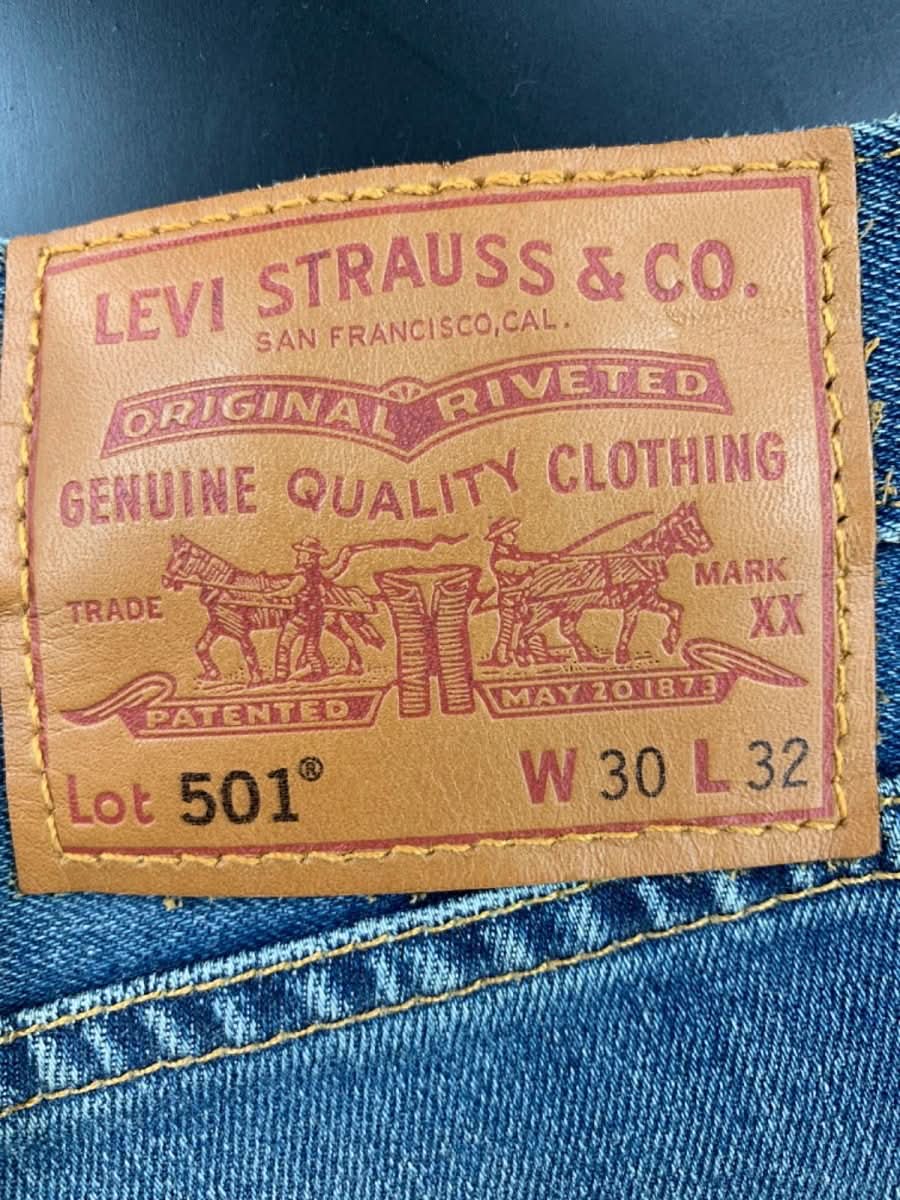 LEVI STRAUSS & CO.
SAN FRANCISCO, CAL.
ORIGINAL RIVETED
GENUINE QUALITY CLOTHING
TRADE MARK
XX
PATENTED MAY 20 1873
Lot 501® W 30 L 32